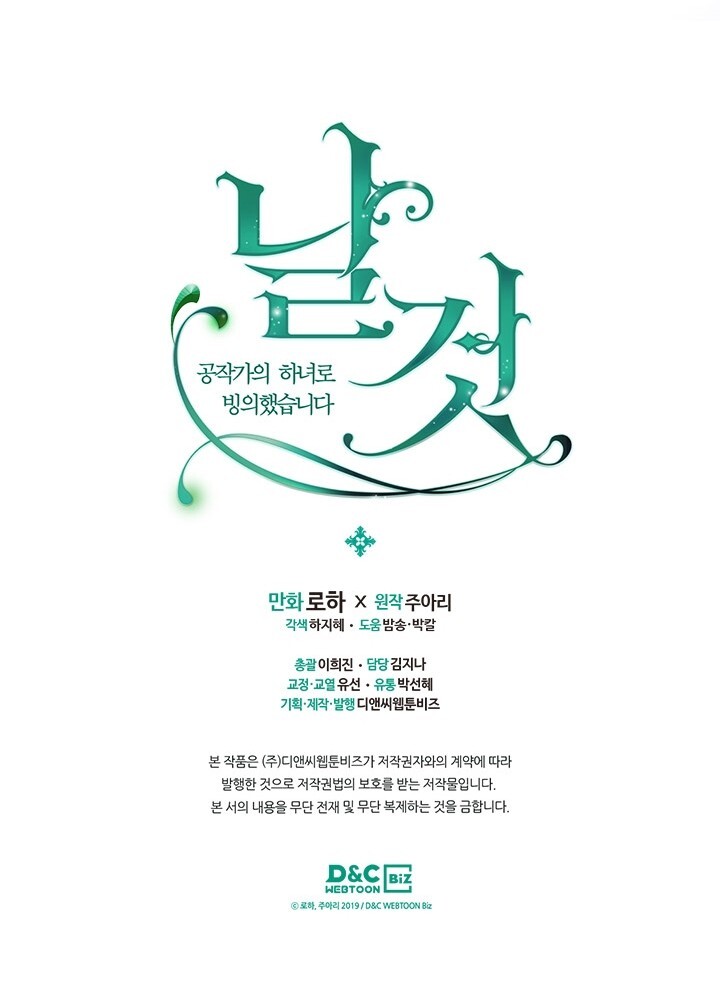 날것
공작가의 하녀로
빙의했습니다
만화 로하 X 원작 주아리
각색 하지혜 • 도움 밤송·박칼
총괄 이희진 • 담당 김지나
교정·교열 유선 • 유통 박선혜
기획·제작·발행 디앤씨웹툰비즈
본 작품은 (주)디앤씨웹툰비즈가 저작권자와의 계약에 따라
발행한 것으로 저작권법의 보호를 받는 저작물입니다.
본 서의 내용을 무단 전재 및 무단 복제하는 것을 금합니다.
D&C
WEBTOON
BiZ
© 로하, 주아리 2019 / D&C WEBTOON Biz